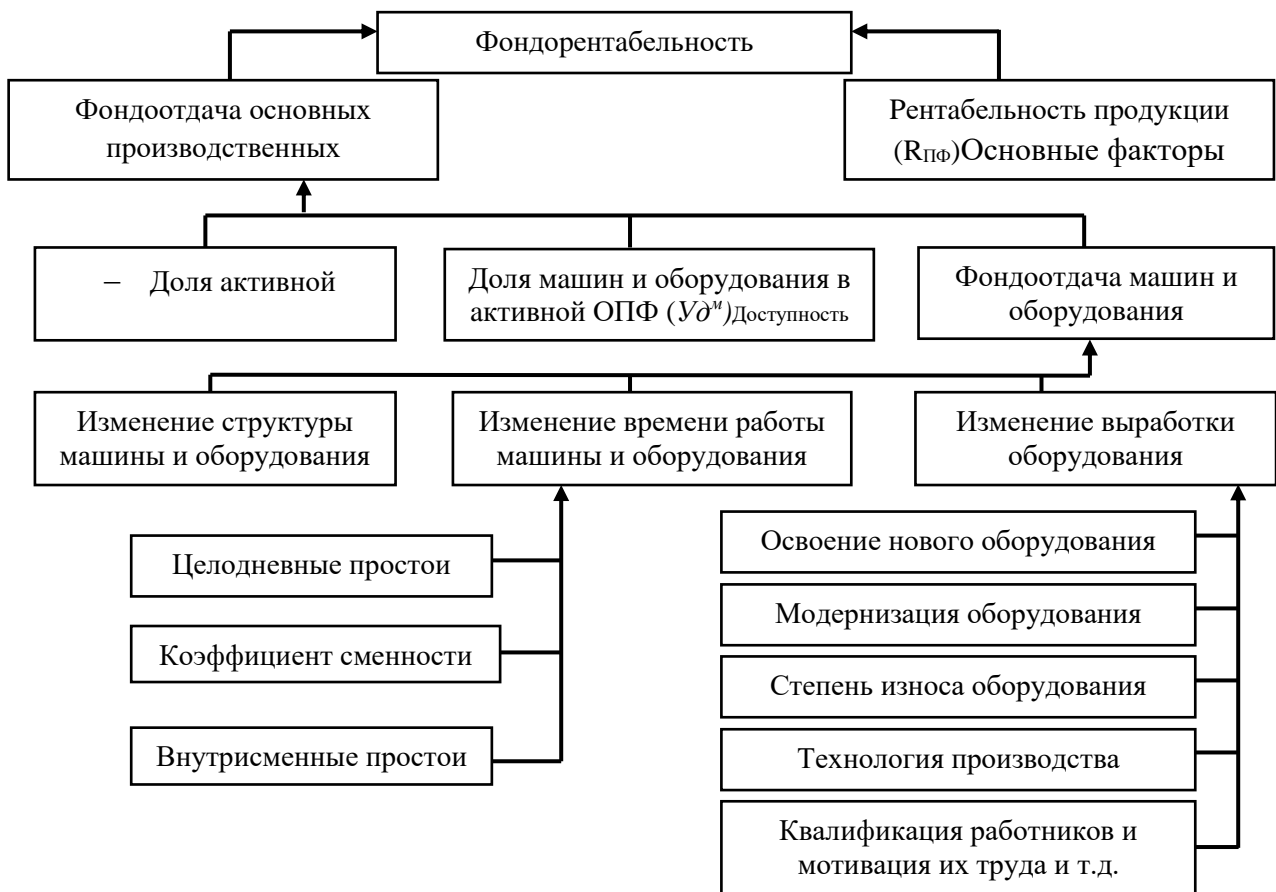 Фондорентабельность
Фондоотдача основных
производственных
Рентабельность продукции
(RПФ)Основные факторы
– Доля активной
Доля машин и оборудования в
активной ОПФ (Удᵐ)Доступность
Фондоотдача машин и
оборудования
Изменение структуры
машины и оборудования
Изменение времени работы
машины и оборудования
Изменение выработки
оборудования
Целодневные простои
Коэффициент сменности
Внутрисменные простои
Освоение нового оборудования
Модернизация оборудования
Степень износа оборудования
Технология производства
Квалификация работников и
мотивация их труда и т.д.